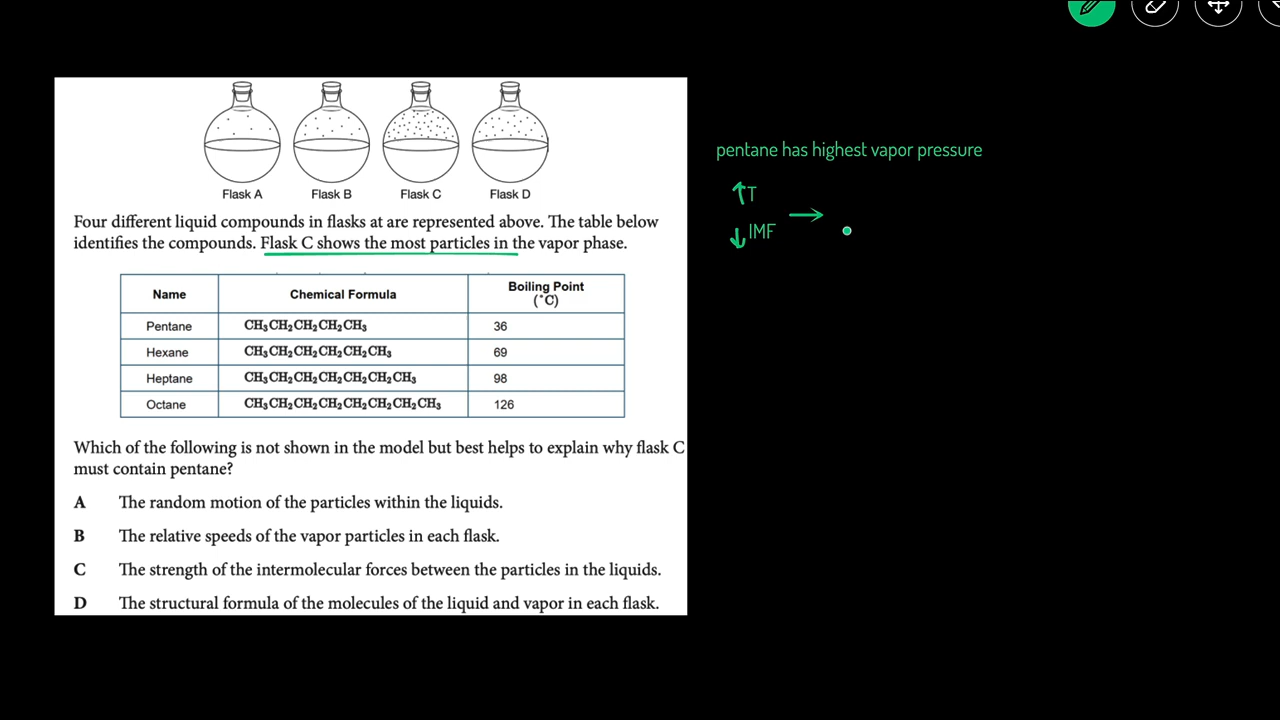 Flask A Flask B Flask C Flask D
pentane has highest vapor pressure
↑T
↓IMF →
Four different liquid compounds in flasks at are represented above. The table below
identifies the compounds. Flask C shows the most particles in the vapor phase.
Name Chemical Formula Boiling Point (°C)
Pentane CH₃CH₂CH₂CH₂CH₃ 36
Hexane CH₃CH₂CH₂CH₂CH₂CH₃ 69
Heptane CH₃CH₂CH₂CH₂CH₂CH₂CH₃ 98
Octane CH₃CH₂CH₂CH₂CH₂CH₂CH₂CH₃ 126
Which of the following is not shown in the model but best helps to explain why flask C
must contain pentane?
A The random motion of the particles within the liquids.
B The relative speeds of the vapor particles in each flask.
C The strength of the intermolecular forces between the particles in the liquids.
D The structural formula of the molecules of the liquid and vapor in each flask.